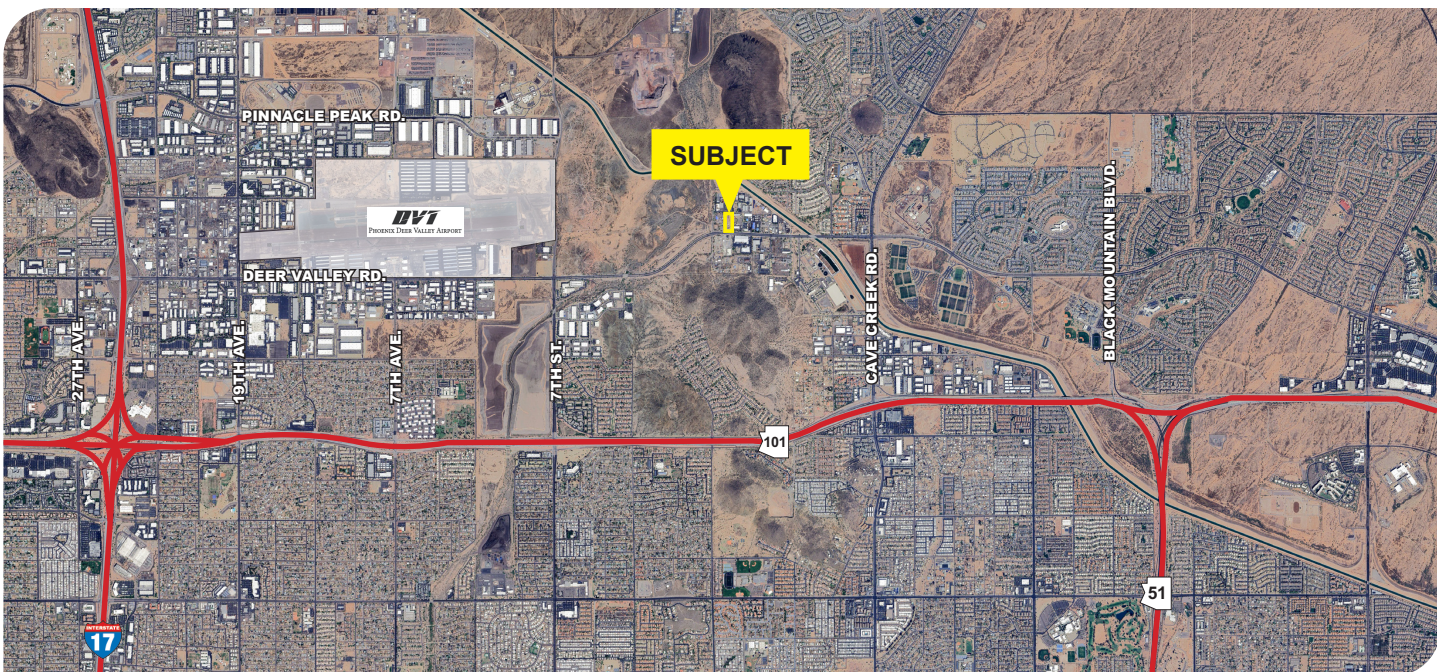 PINNACLE PEAK RD.
SUBJECT
DVT
PHOENIX DEER VALLEY AIRPORT
DEER VALLEY RD.
27TH AVE.
19TH AVE.
7TH AVE.
7TH ST.
CAVE CREEK RD.
BLACK MOUNTAIN BLVD.
101
51
INTERSTATE
17